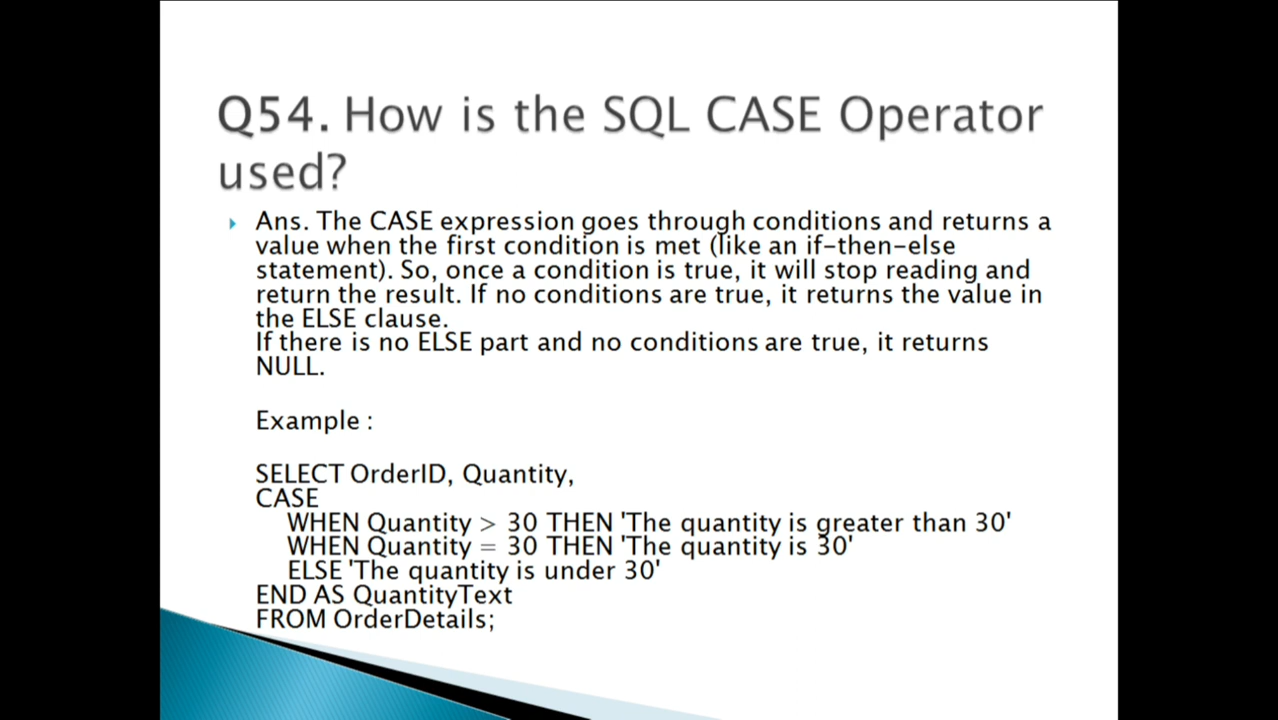 Q54. How is the SQL CASE Operator
used?
Ans. The CASE expression goes through conditions and returns a
value when the first condition is met (like an if-then-else
statement). So, once a condition is true, it will stop reading and
return the result. If no conditions are true, it returns the value in
the ELSE clause.
If there is no ELSE part and no conditions are true, it returns
NULL.
Example :
SELECT OrderID, Quantity,
CASE
WHEN Quantity > 30 THEN 'The quantity is greater than 30'
WHEN Quantity = 30 THEN 'The quantity is 30'
ELSE 'The quantity is under 30'
END AS QuantityText
FROM OrderDetails;